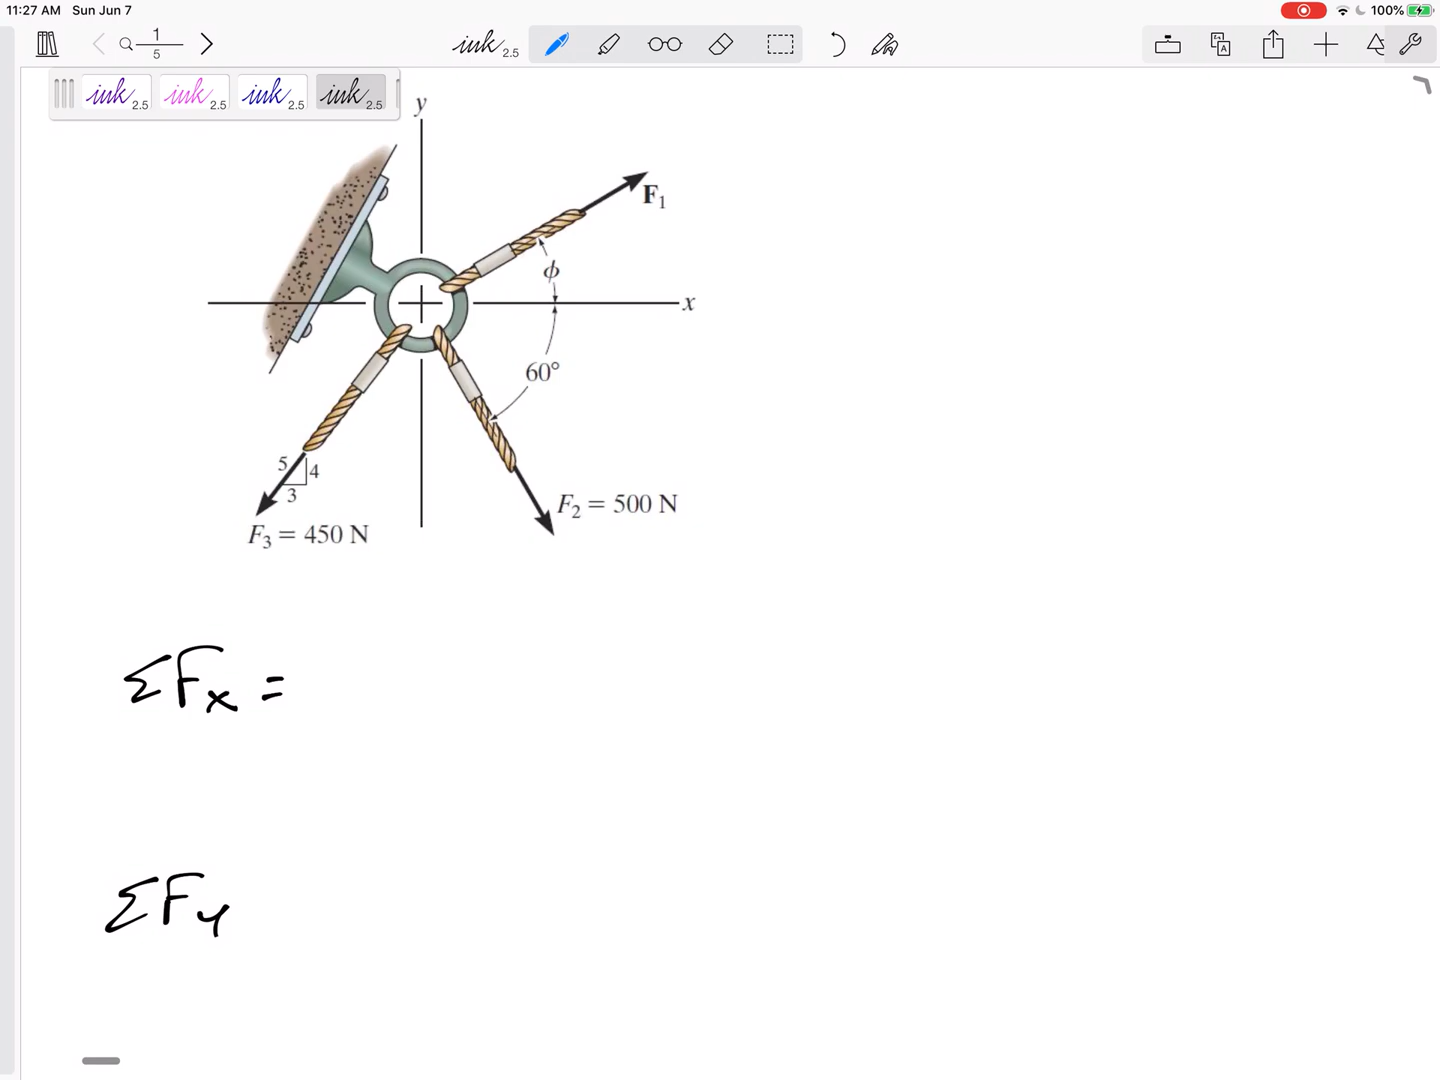 11:27 AM Sun Jun 7
100%
1
5
ink 2.5
ink 2.5 ink 2.5 ink 2.5 ink 2.5
y
F₁
ϕ
x
60°
5
4
3
F₂ = 500 N
F₃ = 450 N
ΣFx =
ΣFy